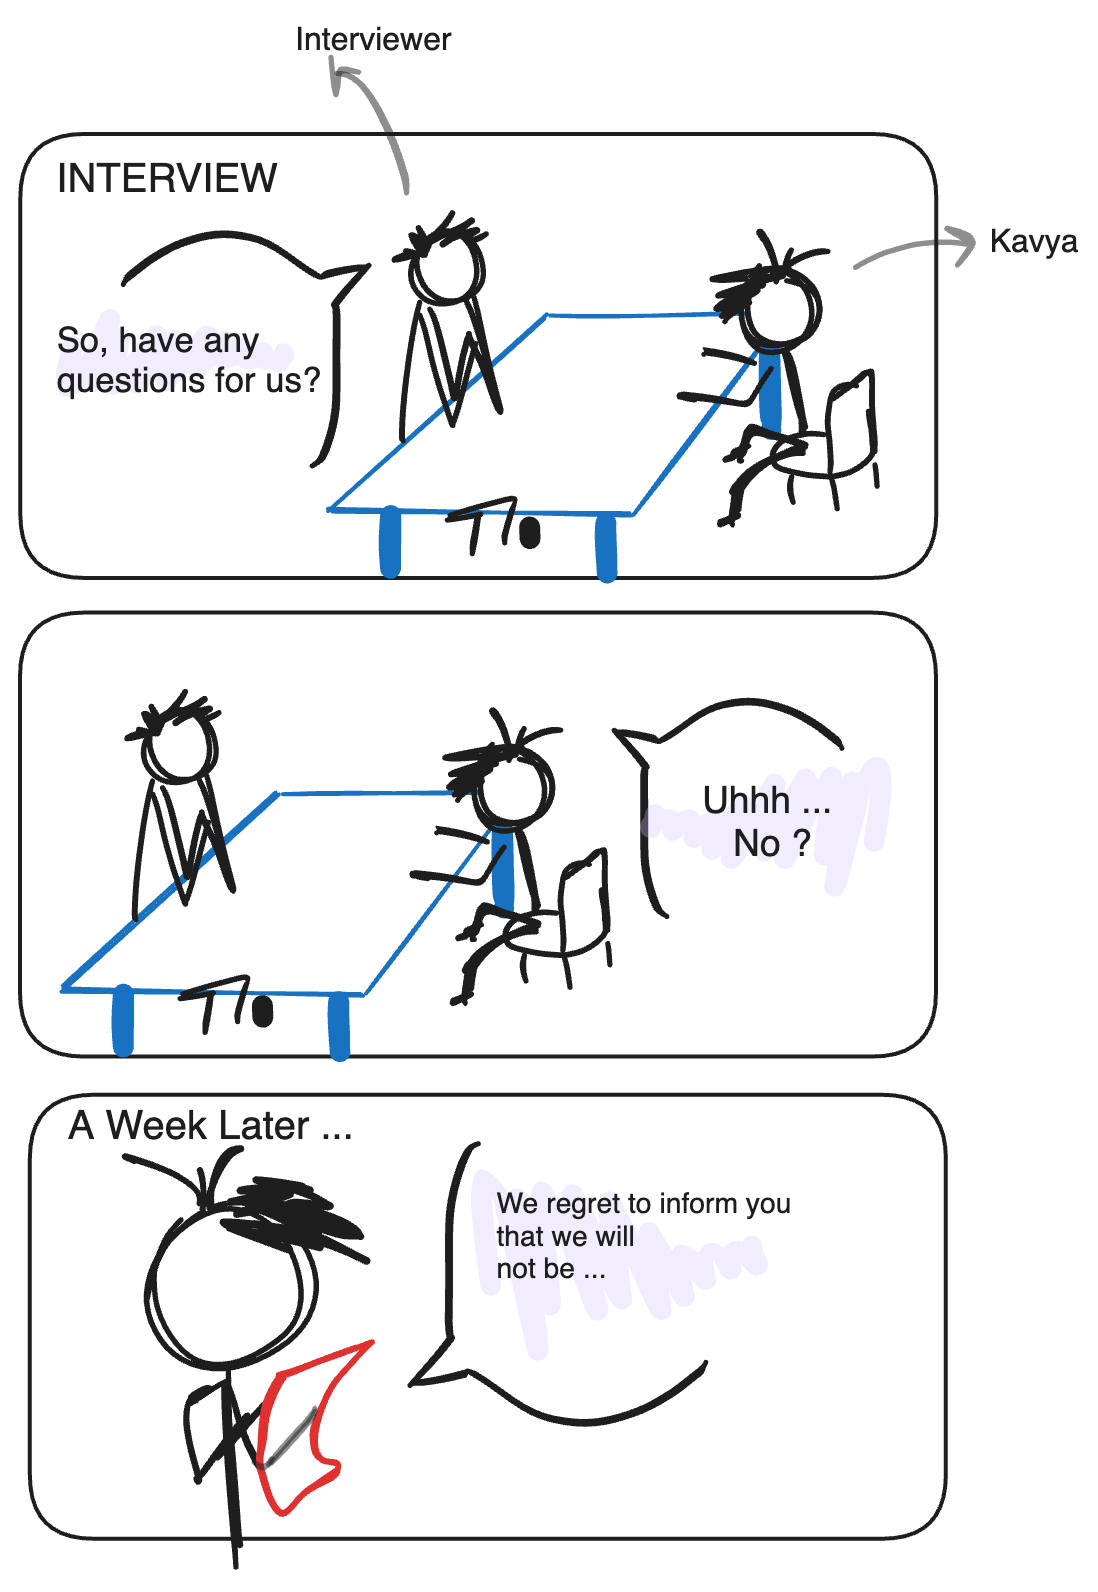 Interviewer
INTERVIEW
Kavya
So, have any
questions for us?
Uhhh ...
No ?
A Week Later ...
We regret to inform you
that we will
not be ...